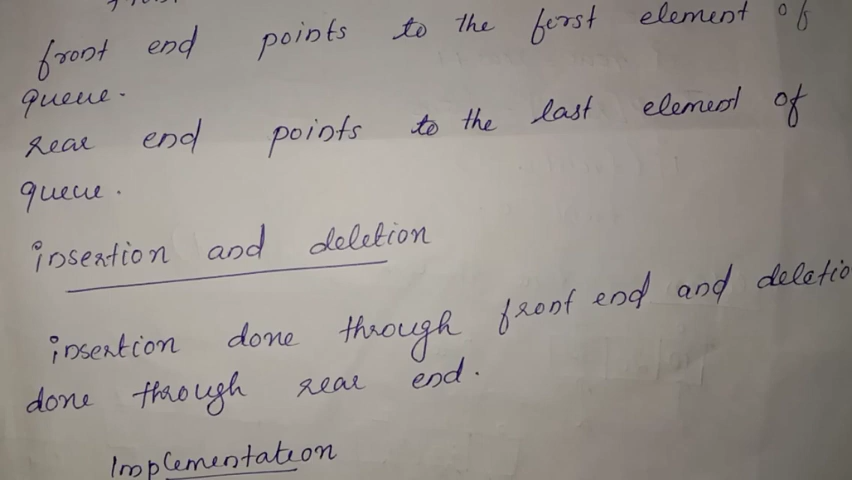 front end points to the first element of
queue.
rear end points to the last element of
queue.
insertion and deletion
insertion done through front end and deletio
done through rear end.
Implementation